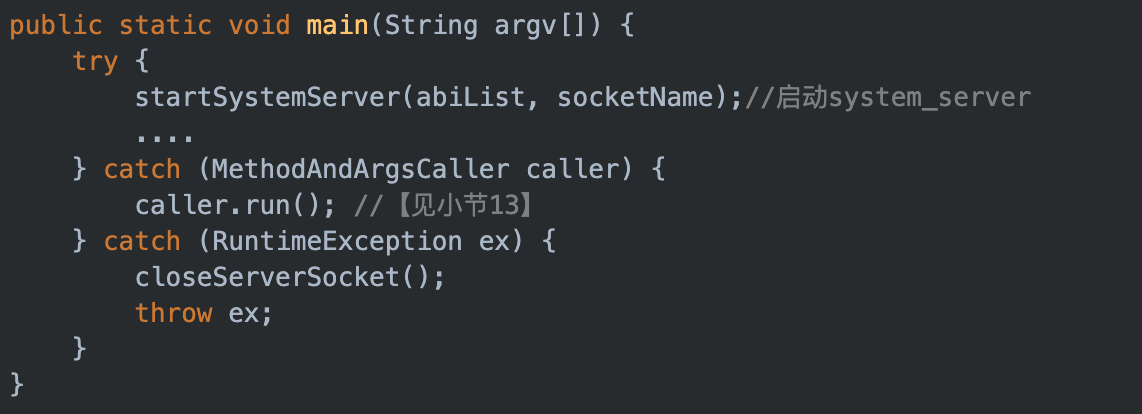 public static void main(String argv[]) {
    try {
        startSystemServer(abiList, socketName);//启动system_server
        ....
    } catch (MethodAndArgsCaller caller) {
        caller.run(); //【见小节13】
    } catch (RuntimeException ex) {
        closeServerSocket();
        throw ex;
    }
}